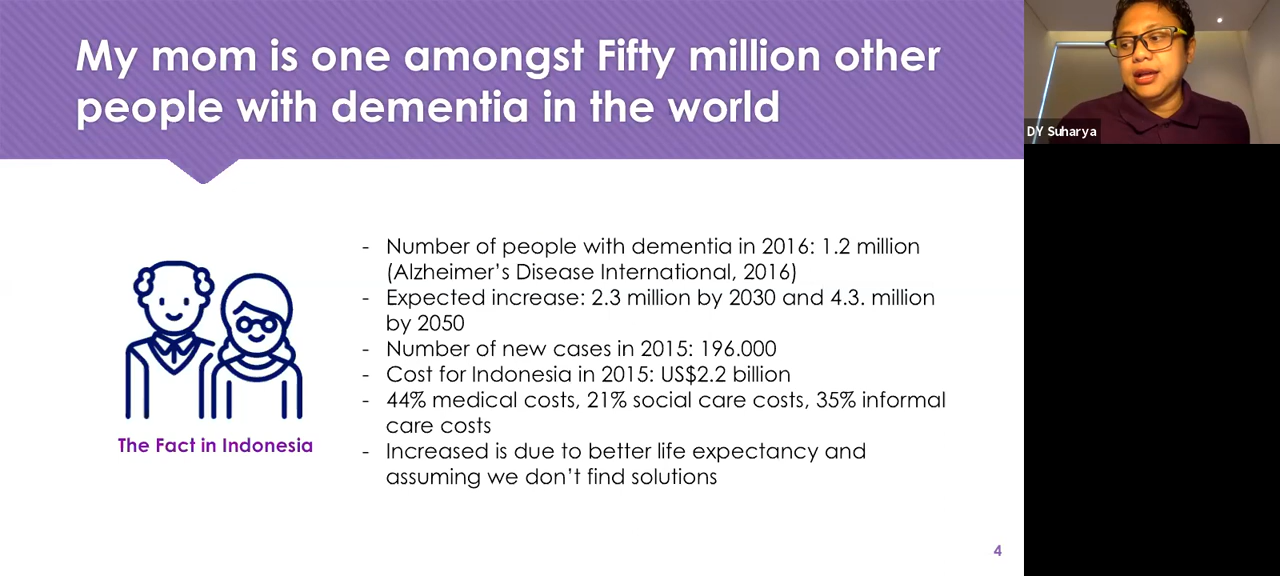 My mom is one amongst Fifty million other
people with dementia in the world
DY Suharya
- Number of people with dementia in 2016: 1.2 million
(Alzheimer's Disease International, 2016)
- Expected increase: 2.3 million by 2030 and 4.3. million
by 2050
- Number of new cases in 2015: 196.000
- Cost for Indonesia in 2015: US$2.2 billion
- 44% medical costs, 21% social care costs, 35% informal
care costs
- Increased is due to better life expectancy and
assuming we don't find solutions
The Fact in Indonesia
4